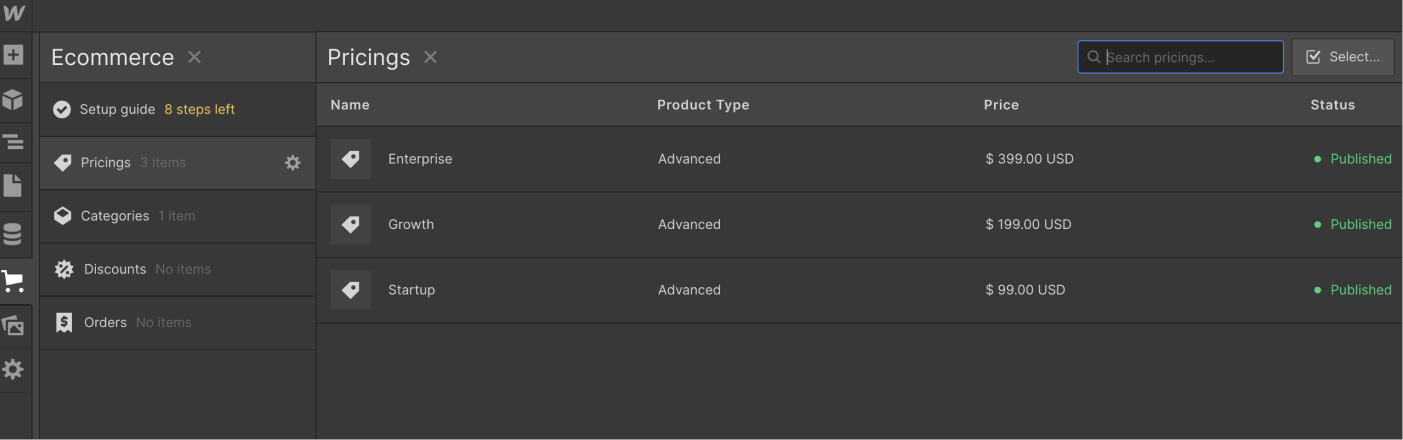 Ecommerce
Pricings
Search pricings...
Select...
Setup guide 8 steps left
Name Product Type Price Status
Pricings 3 items
Enterprise Advanced $ 399.00 USD Published
Categories 1 item
Growth Advanced $ 199.00 USD Published
Discounts No items
Startup Advanced $ 99.00 USD Published
Orders No items